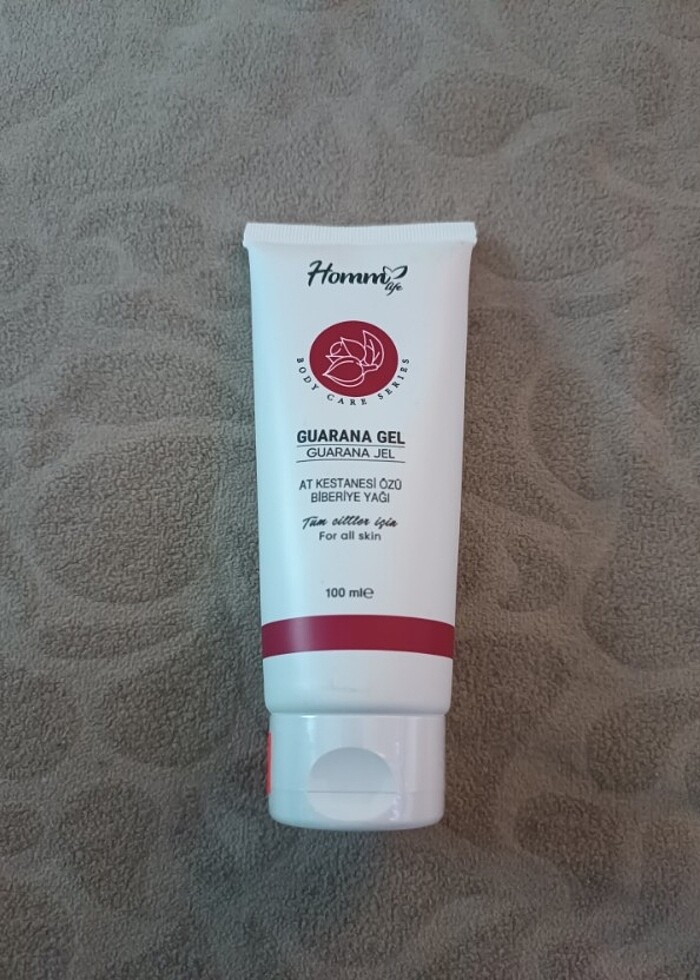 Homm
life
BODY CARE SERIES
GUARANA GEL
GUARANA JEL
AT KESTANESİ ÖZÜ
BİBERİYE YAĞI
Tüm ciltler için
For all skin
100 ml℮